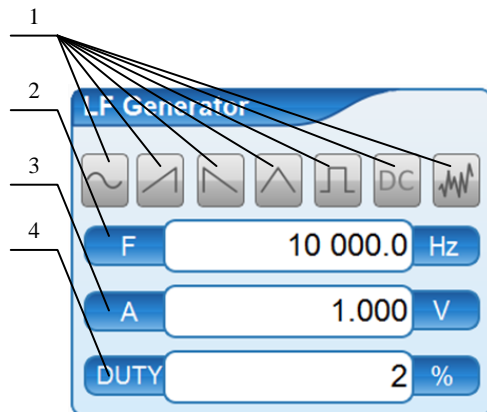 1
2
LF Generator
3
DC
4
F 10 000.0 Hz
A 1.000 V
DUTY 2 %